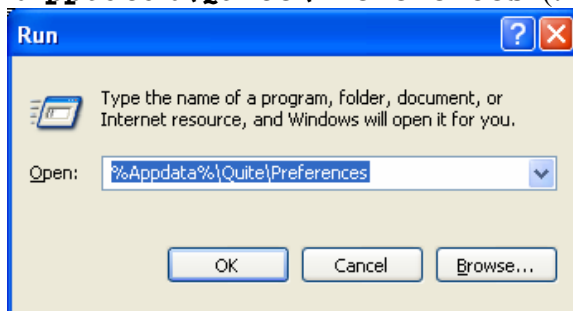 Run
Type the name of a program, folder, document, or
Internet resource, and Windows will open it for you.
Open: %Appdata%\Quite\Preferences
OK Cancel Browse...